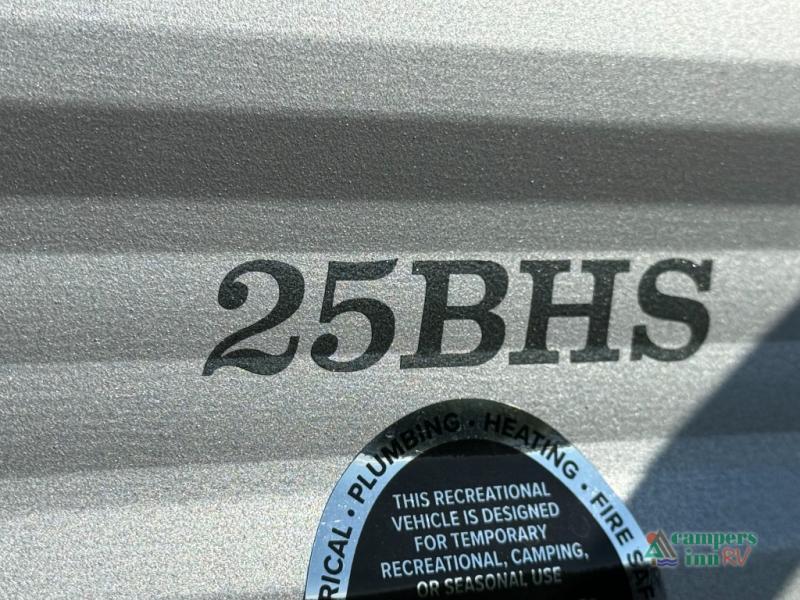 25BHS
RICAL • PLUMBING • HEATING • FIRE SAF
THIS RECREATIONAL
VEHICLE IS DESIGNED
FOR TEMPORARY
RECREATIONAL, CAMPING,
OR SEASONAL USE
campers
inn RV